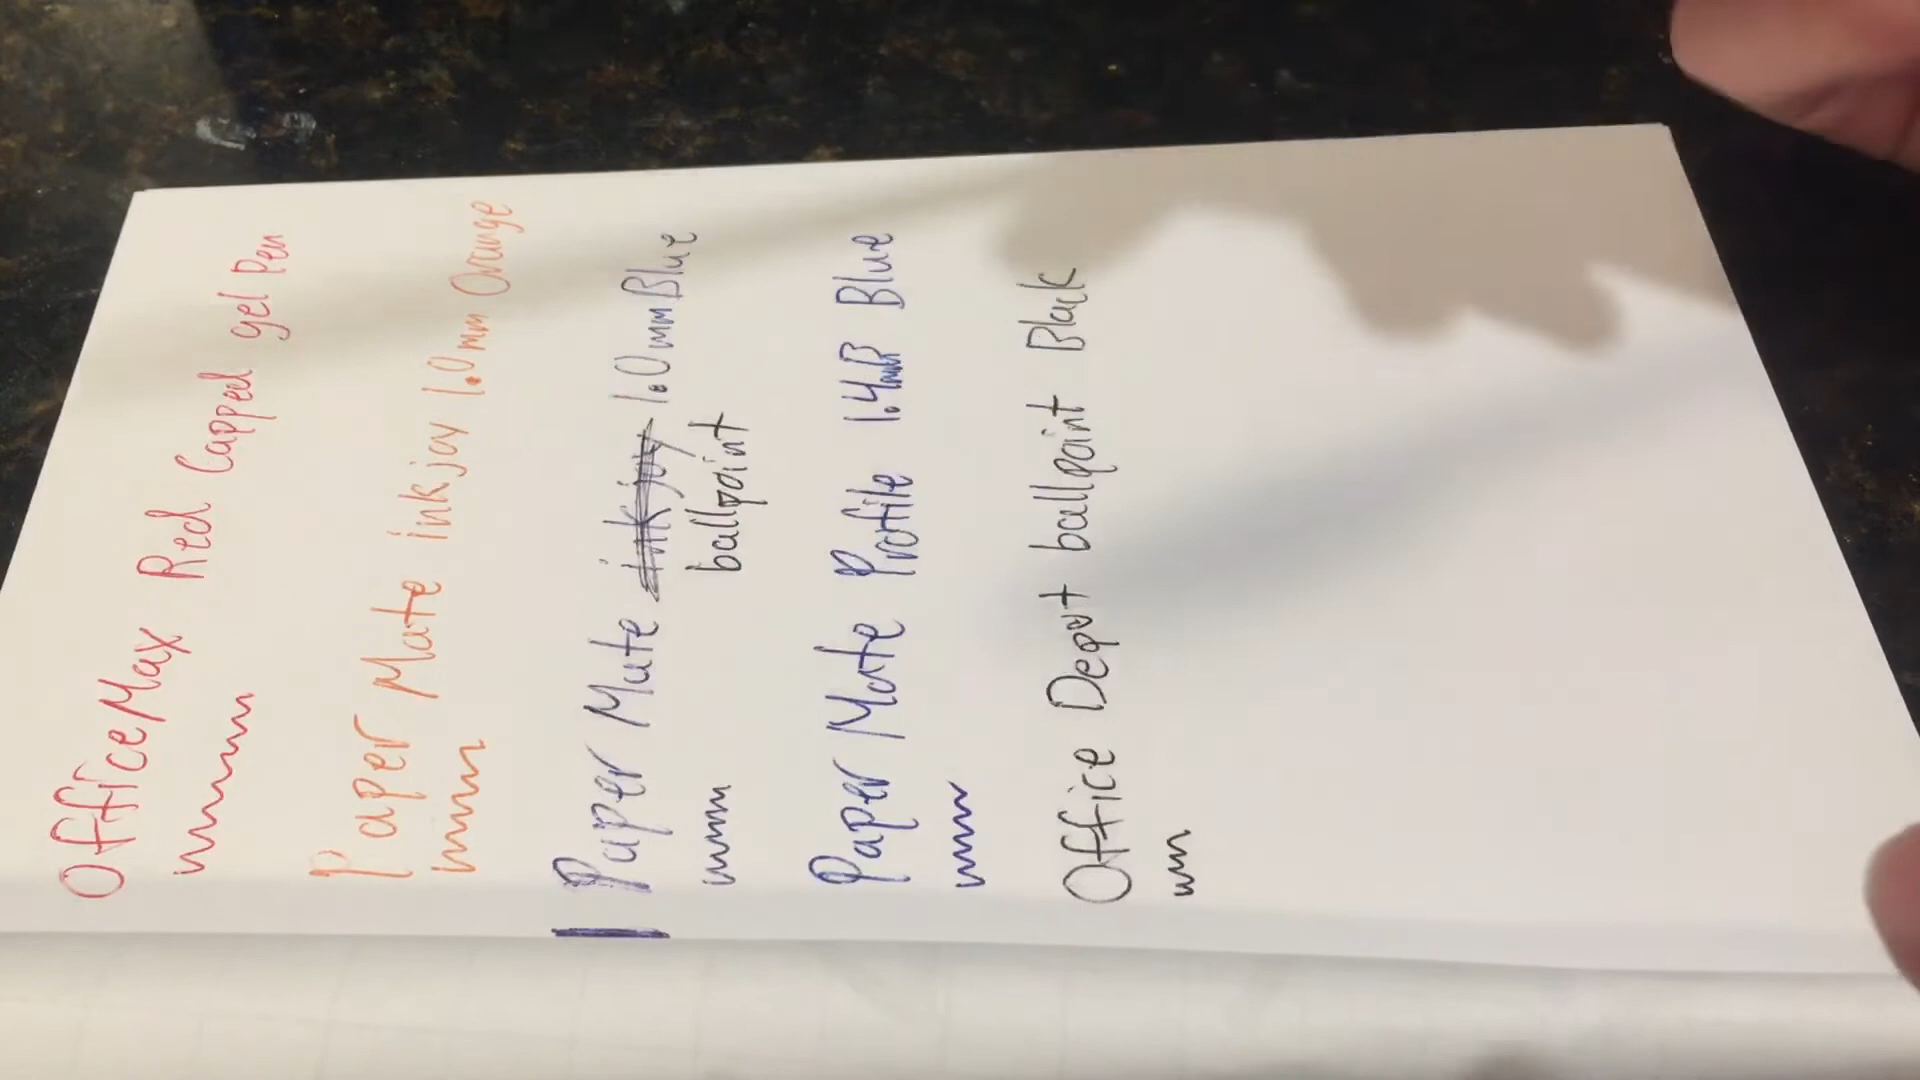 OfficeMax Red Capped gel Pen
Paper Mate inkjoy 1.0mm Orange
Paper Mate inkjoy 1.0mm Blue
ballpoint
Paper Mate Profile 1.4mB Blue
Office Depot ballpoint Black